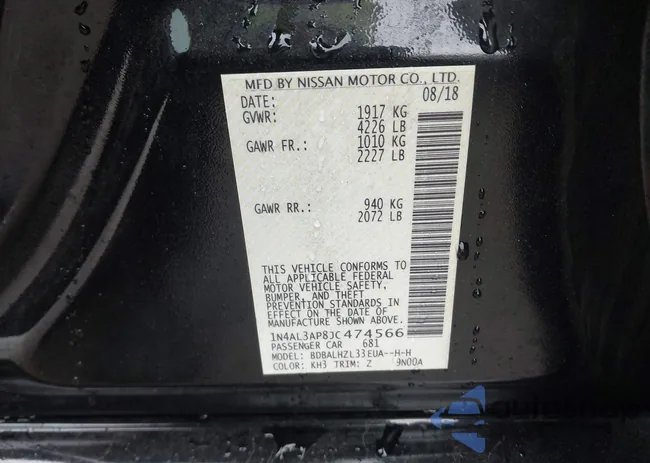 MFD BY NISSAN MOTOR CO., LTD.
DATE: 08/18
GVWR: 1917 KG
4226 LB
GAWR FR.: 1010 KG
2227 LB
GAWR RR.: 940 KG
2072 LB
THIS VEHICLE CONFORMS TO
ALL APPLICABLE FEDERAL
MOTOR VEHICLE SAFETY,
BUMPER, AND THEFT
PREVENTION STANDARDS IN
EFFECT ON THE DATE OF
MANUFACTURE SHOWN ABOVE.
1N4AL3AP8JC474566
PASSENGER CAR 681
MODEL: BDBALHZL33EUA--H-H
COLOR: KH3 TRIM: Z 9N00A